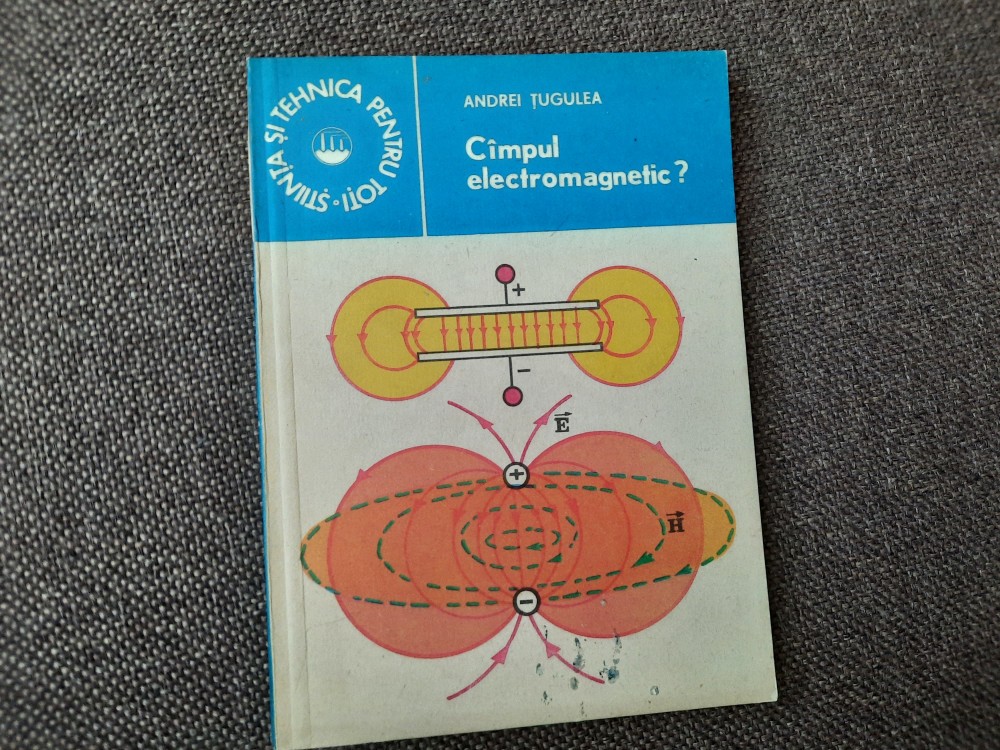 ȘTIINȚA ȘI TEHNICA PENTRU TOȚI
ANDREI ȚUGULEA
Cîmpul
electromagnetic?
+
−
E
+
H
−